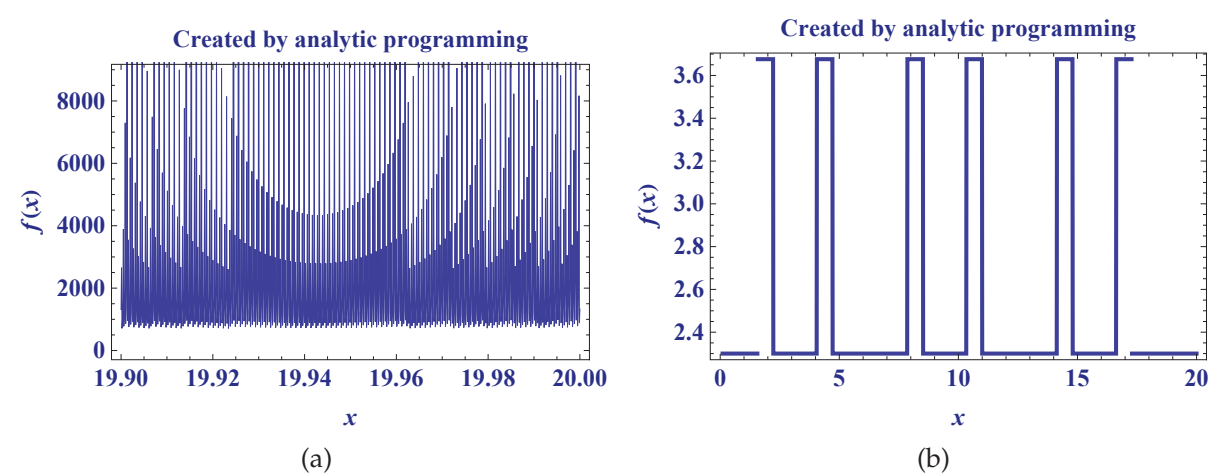 Created by analytic programming
f(x)
8000
6000
4000
2000
0
19.90 19.92 19.94 19.96 19.98 20.00
x
(a)
Created by analytic programming
f(x)
3.6
3.4
3.2
3.0
2.8
2.6
2.4
0 5 10 15 20
x
(b)